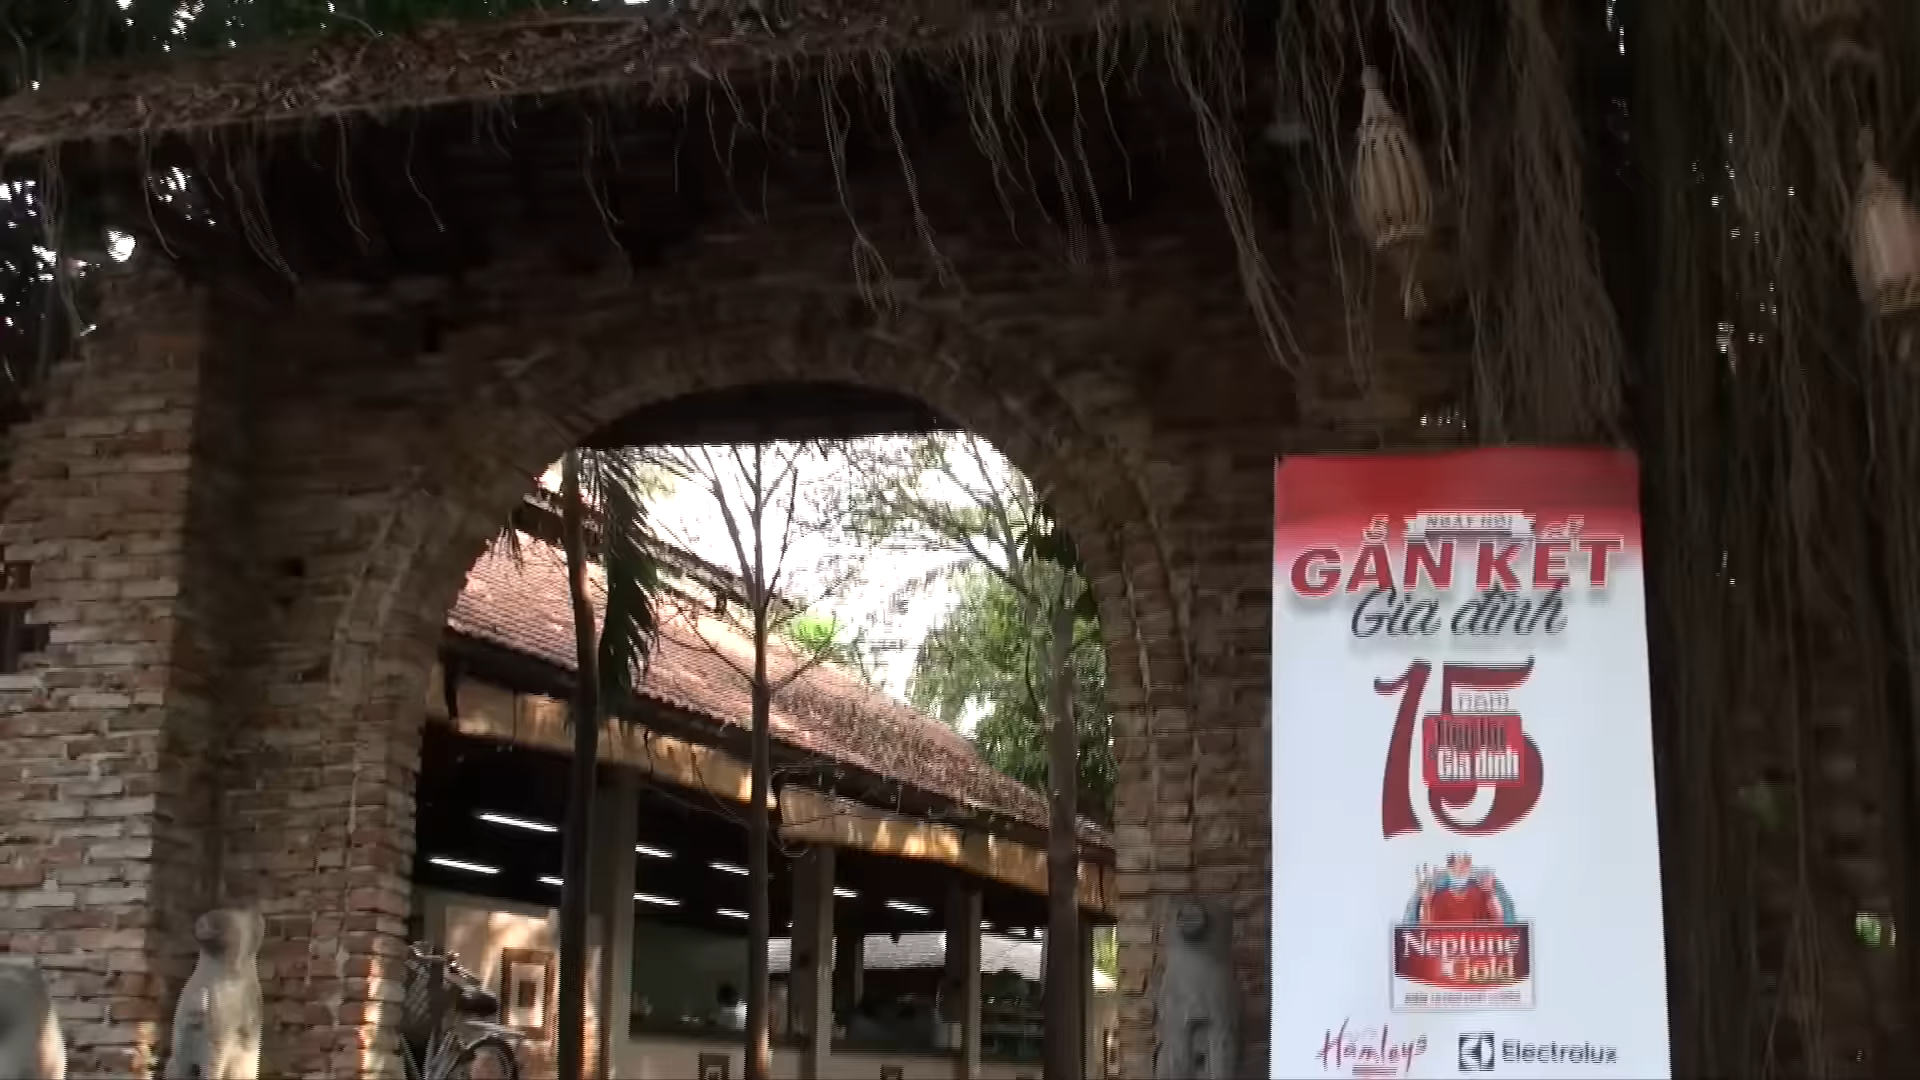 NGÀY HỘI
GẮN KẾT
Gia đình
15
năm
Gia đình
Neptune
Gold
Hamleys
Electrolux